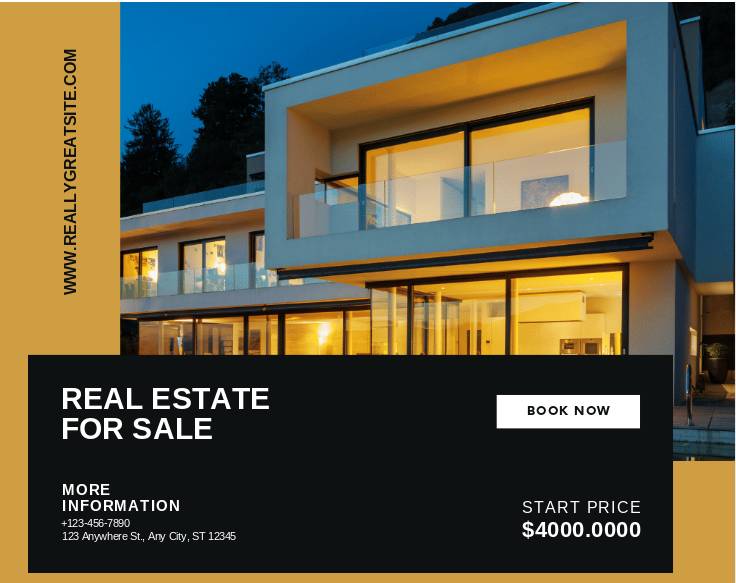 WWW.REALLYGREATSITE.COM
REAL ESTATE
FOR SALE
BOOK NOW
MORE
INFORMATION
+123-456-7890
123 Anywhere St., Any City, ST 12345
START PRICE
$4000.0000